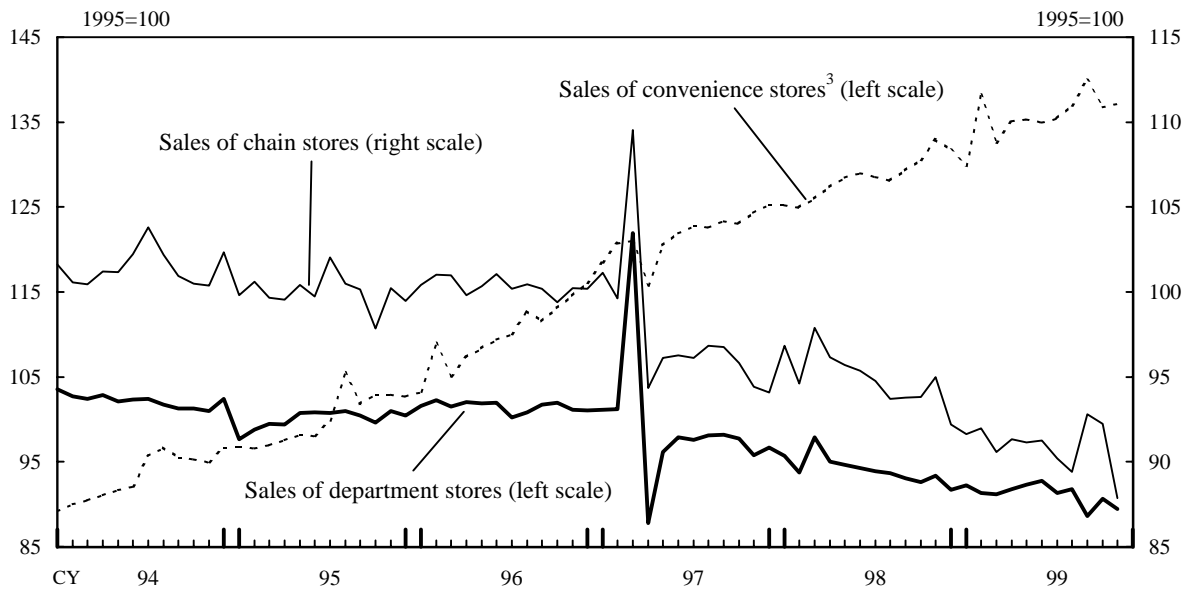 1995=100 1995=100
145 115
Sales of convenience stores3 (left scale)
135 110
Sales of chain stores (right scale)
125 105
115 100
105 95
95 90
Sales of department stores (left scale)
85 85
CY 94 95 96 97 98 99